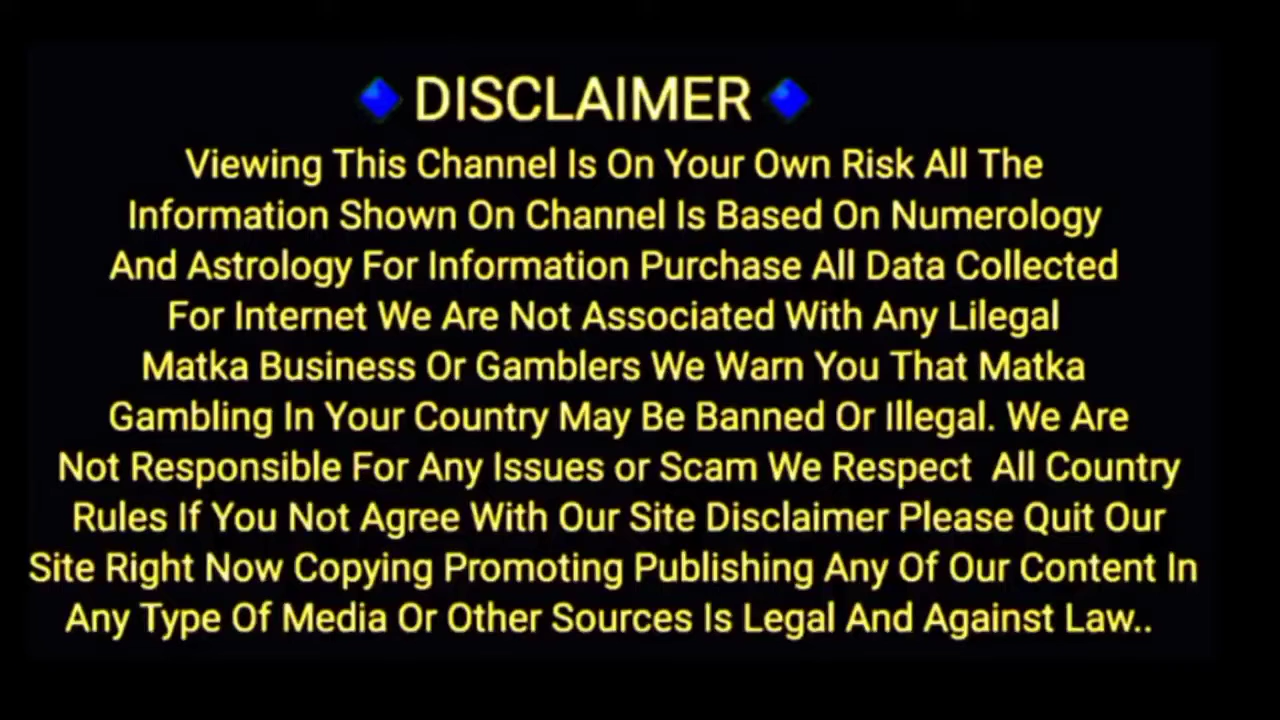 🔹DISCLAIMER🔹
Viewing This Channel Is On Your Own Risk All The
Information Shown On Channel Is Based On Numerology
And Astrology For Information Purchase All Data Collected
For Internet We Are Not Associated With Any Lilegal
Matka Business Or Gamblers We Warn You That Matka
Gambling In Your Country May Be Banned Or Illegal. We Are
Not Responsible For Any Issues or Scam We Respect  All Country
Rules If You Not Agree With Our Site Disclaimer Please Quit Our
Site Right Now Copying Promoting Publishing Any Of Our Content In
Any Type Of Media Or Other Sources Is Legal And Against Law..